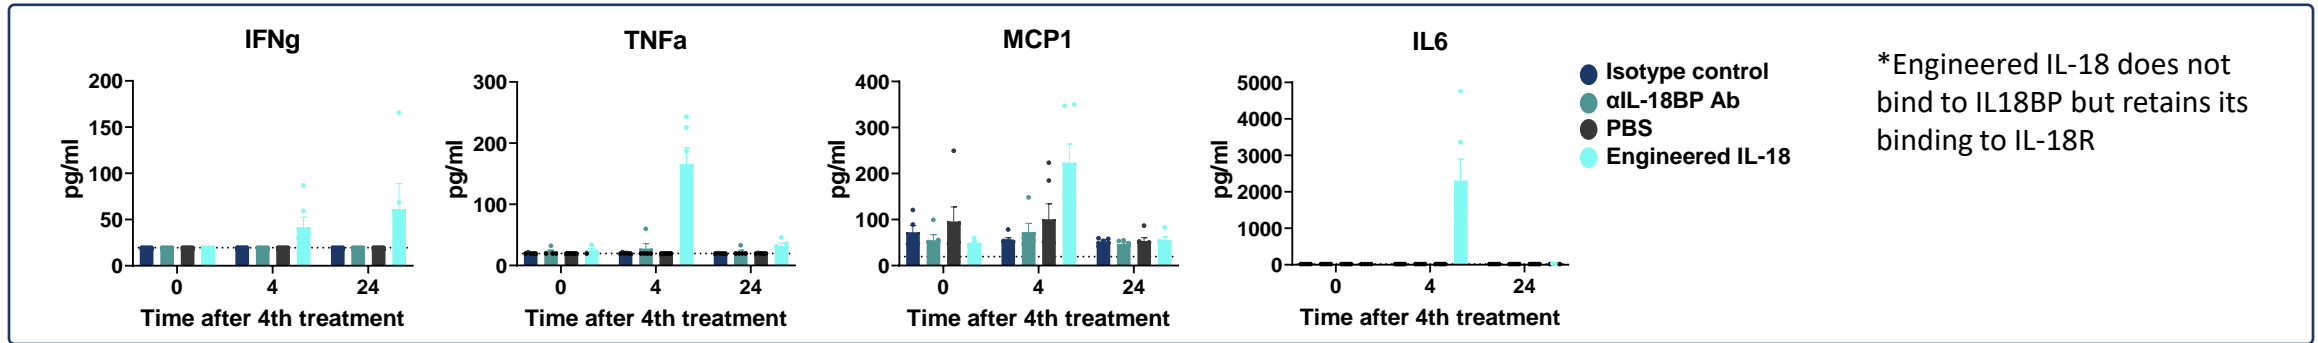 IFNg
200
150
100
50
0
pg/ml
0 4 24
Time after 4th treatment
TNFa
300
200
100
0
pg/ml
0 4 24
Time after 4th treatment
MCP1
400
300
200
100
0
pg/ml
0 4 24
Time after 4th treatment
IL6
5000
4000
3000
2000
1000
0
pg/ml
0 4 24
Time after 4th treatment
Isotype control
αIL-18BP Ab
PBS
Engineered IL-18
*Engineered IL-18 does not
bind to IL18BP but retains its
binding to IL-18R